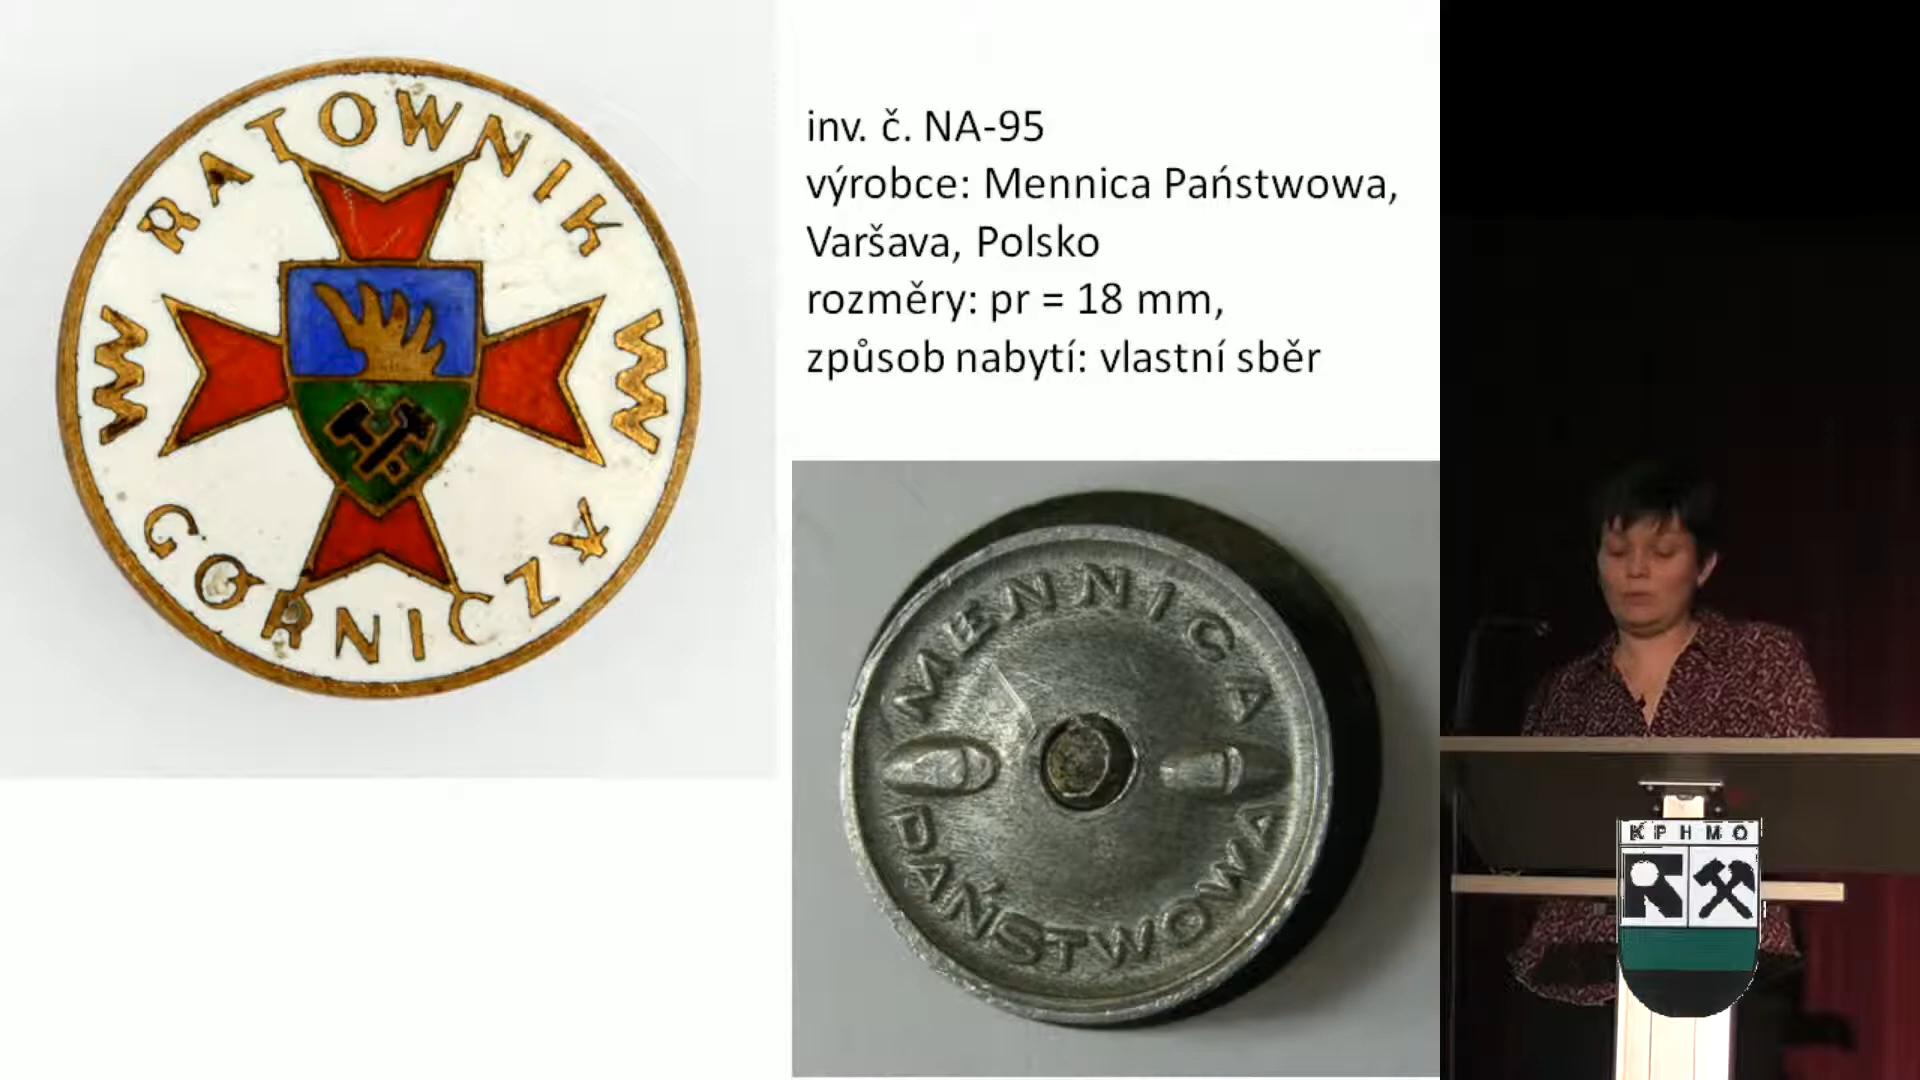 RATOWNIK
W W
GÓRNICZY
inv. č. NA-95
výrobce: Mennica Państwowa,
Varšava, Polsko
rozměry: pr = 18 mm,
způsob nabytí: vlastní sběr
MENNICA
PAŃSTWOWA
KPHMO